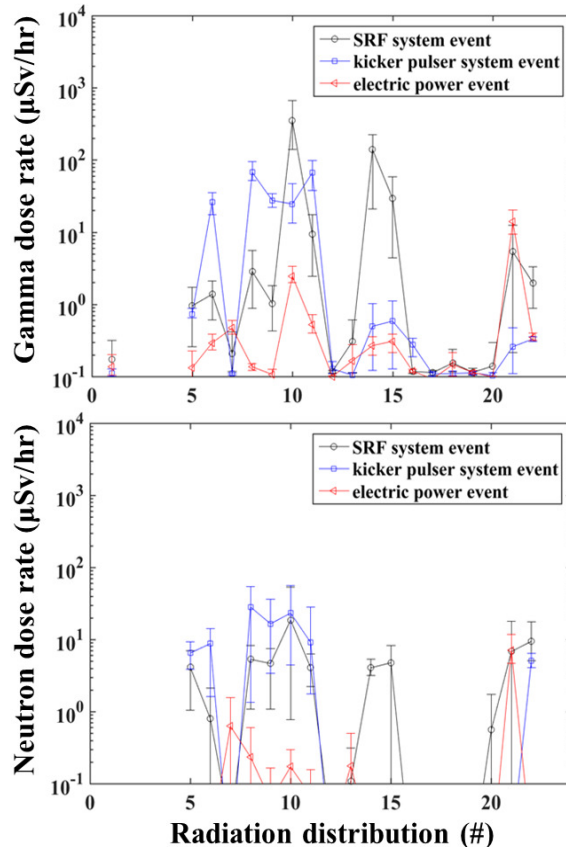 Gamma dose rate (μSv/hr)
10^4
10^3
10^2
10^1
10^0
10^-1
SRF system event
kicker pulser system event
electric power event
0
5
10
15
20
Neutron dose rate (μSv/hr)
10^4
10^3
10^2
10^1
10^0
10^-1
SRF system event
kicker pulser system event
electric power event
0
5
10
15
20
Radiation distribution (#)